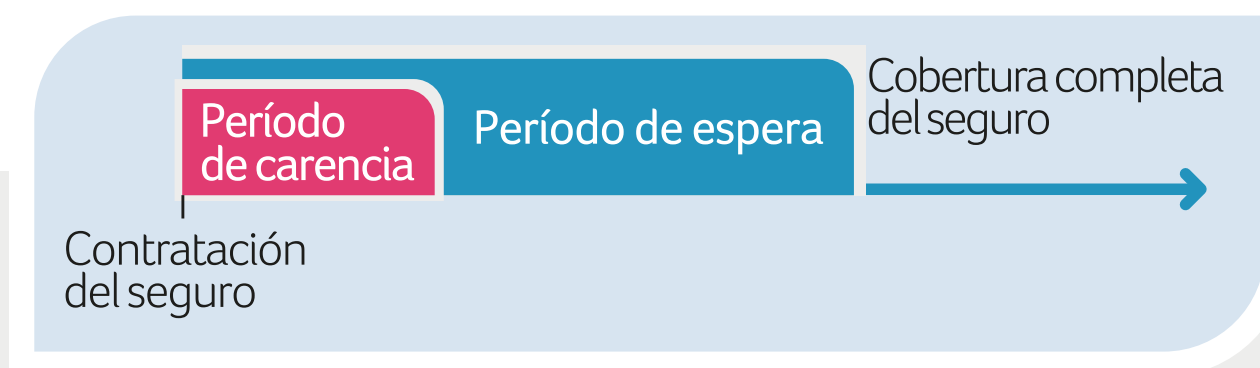 Período
de carencia
Período de espera
Cobertura completa
del seguro
Contratación
del seguro